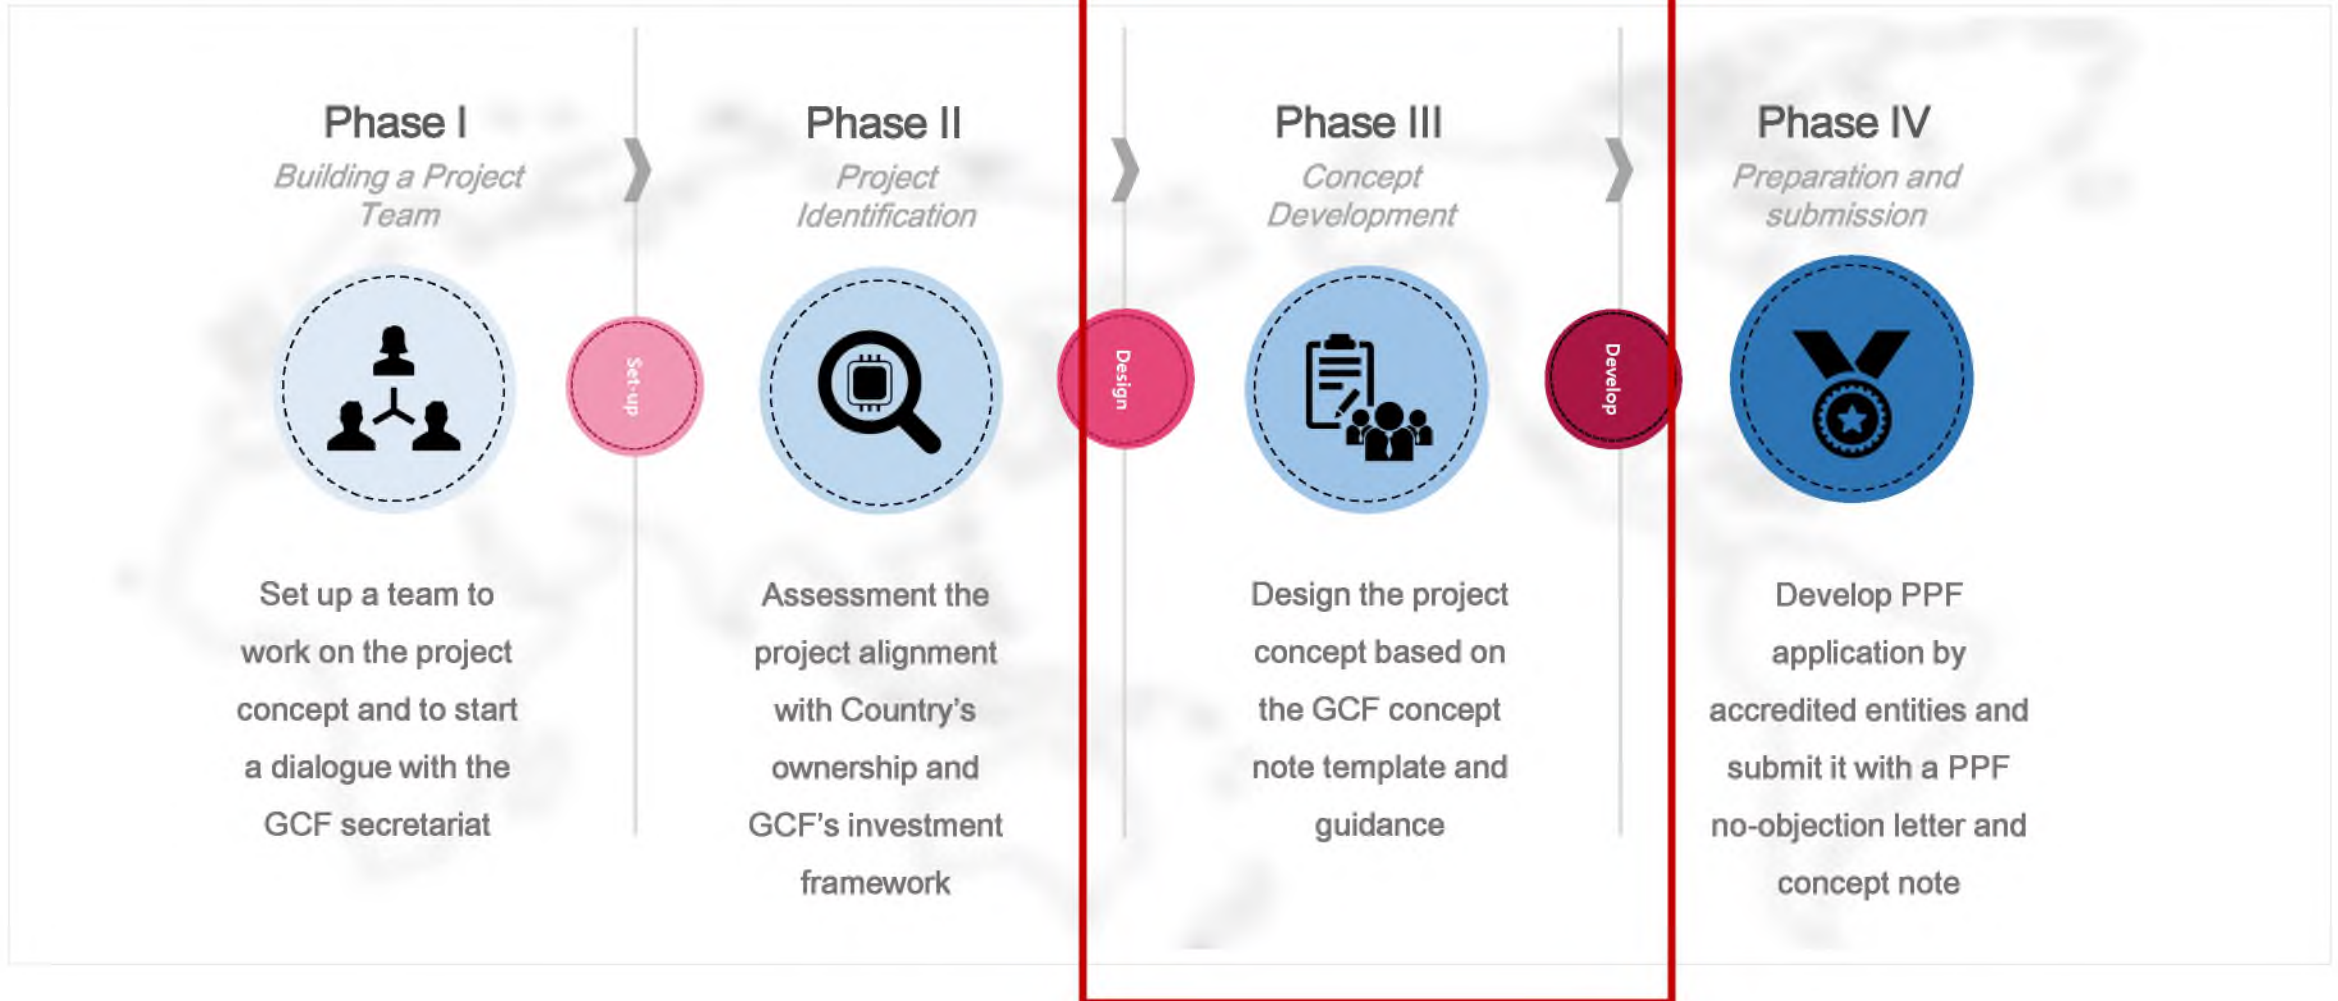 Phase I
Building a Project
Team
Set up a team to
work on the project
concept and to start
a dialogue with the
GCF secretariat
Set-up
Phase II
Project
Identification
Assessment the
project alignment
with Country's
ownership and
GCF's investment
framework
Design
Phase III
Concept
Development
Design the project
concept based on
the GCF concept
note template and
guidance
Develop
Phase IV
Preparation and
submission
Develop PPF
application by
accredited entities and
submit it with a PPF
no-objection letter and
concept note